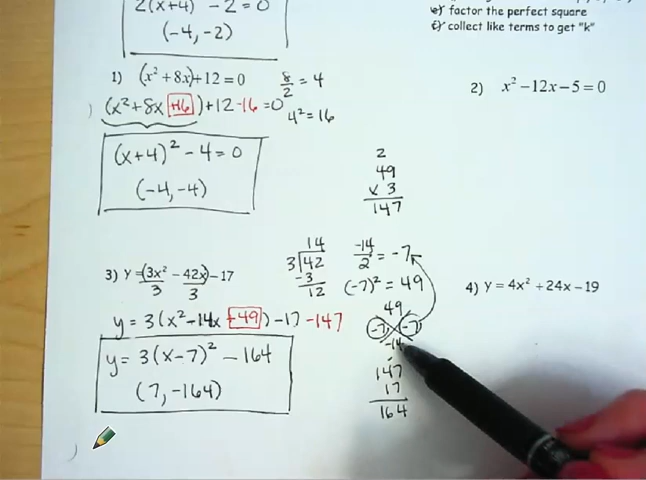 2(x+4) - 2 = 0
(-4, -2)
e) factor the perfect square
f) collect like terms to get "k"
1) (x² + 8x) + 12 = 0
8/2 = 4
(x² + 8x +16) + 12 - 16 = 0
4² = 16
2) x² - 12x - 5 = 0
(x+4)² - 4 = 0
(-4, -4)
2
49
x 3
147
3) y = (3x²/3 - 42x/3) - 17
14
3√42
-3
12
-14/2 = -7
(-7)² = 49
4) y = 4x² + 24x - 19
y = 3(x² - 14x +49) - 17 - 147
49
-7 -7
-14
y = 3(x-7)² - 164
(7, -164)
147
17
164